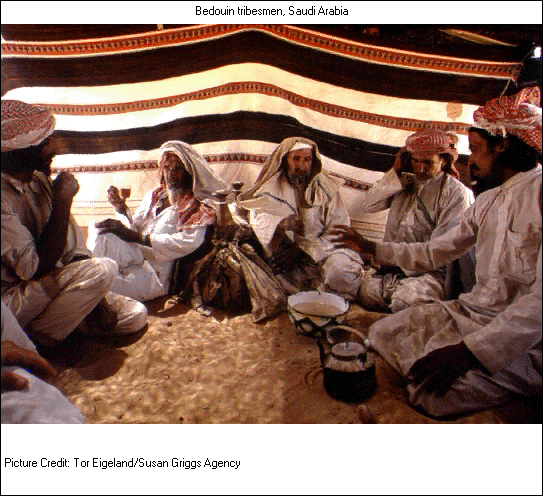 Bedouin tribesmen, Saudi Arabia
Picture Credit: Tor Eigeland/Susan Griggs Agency